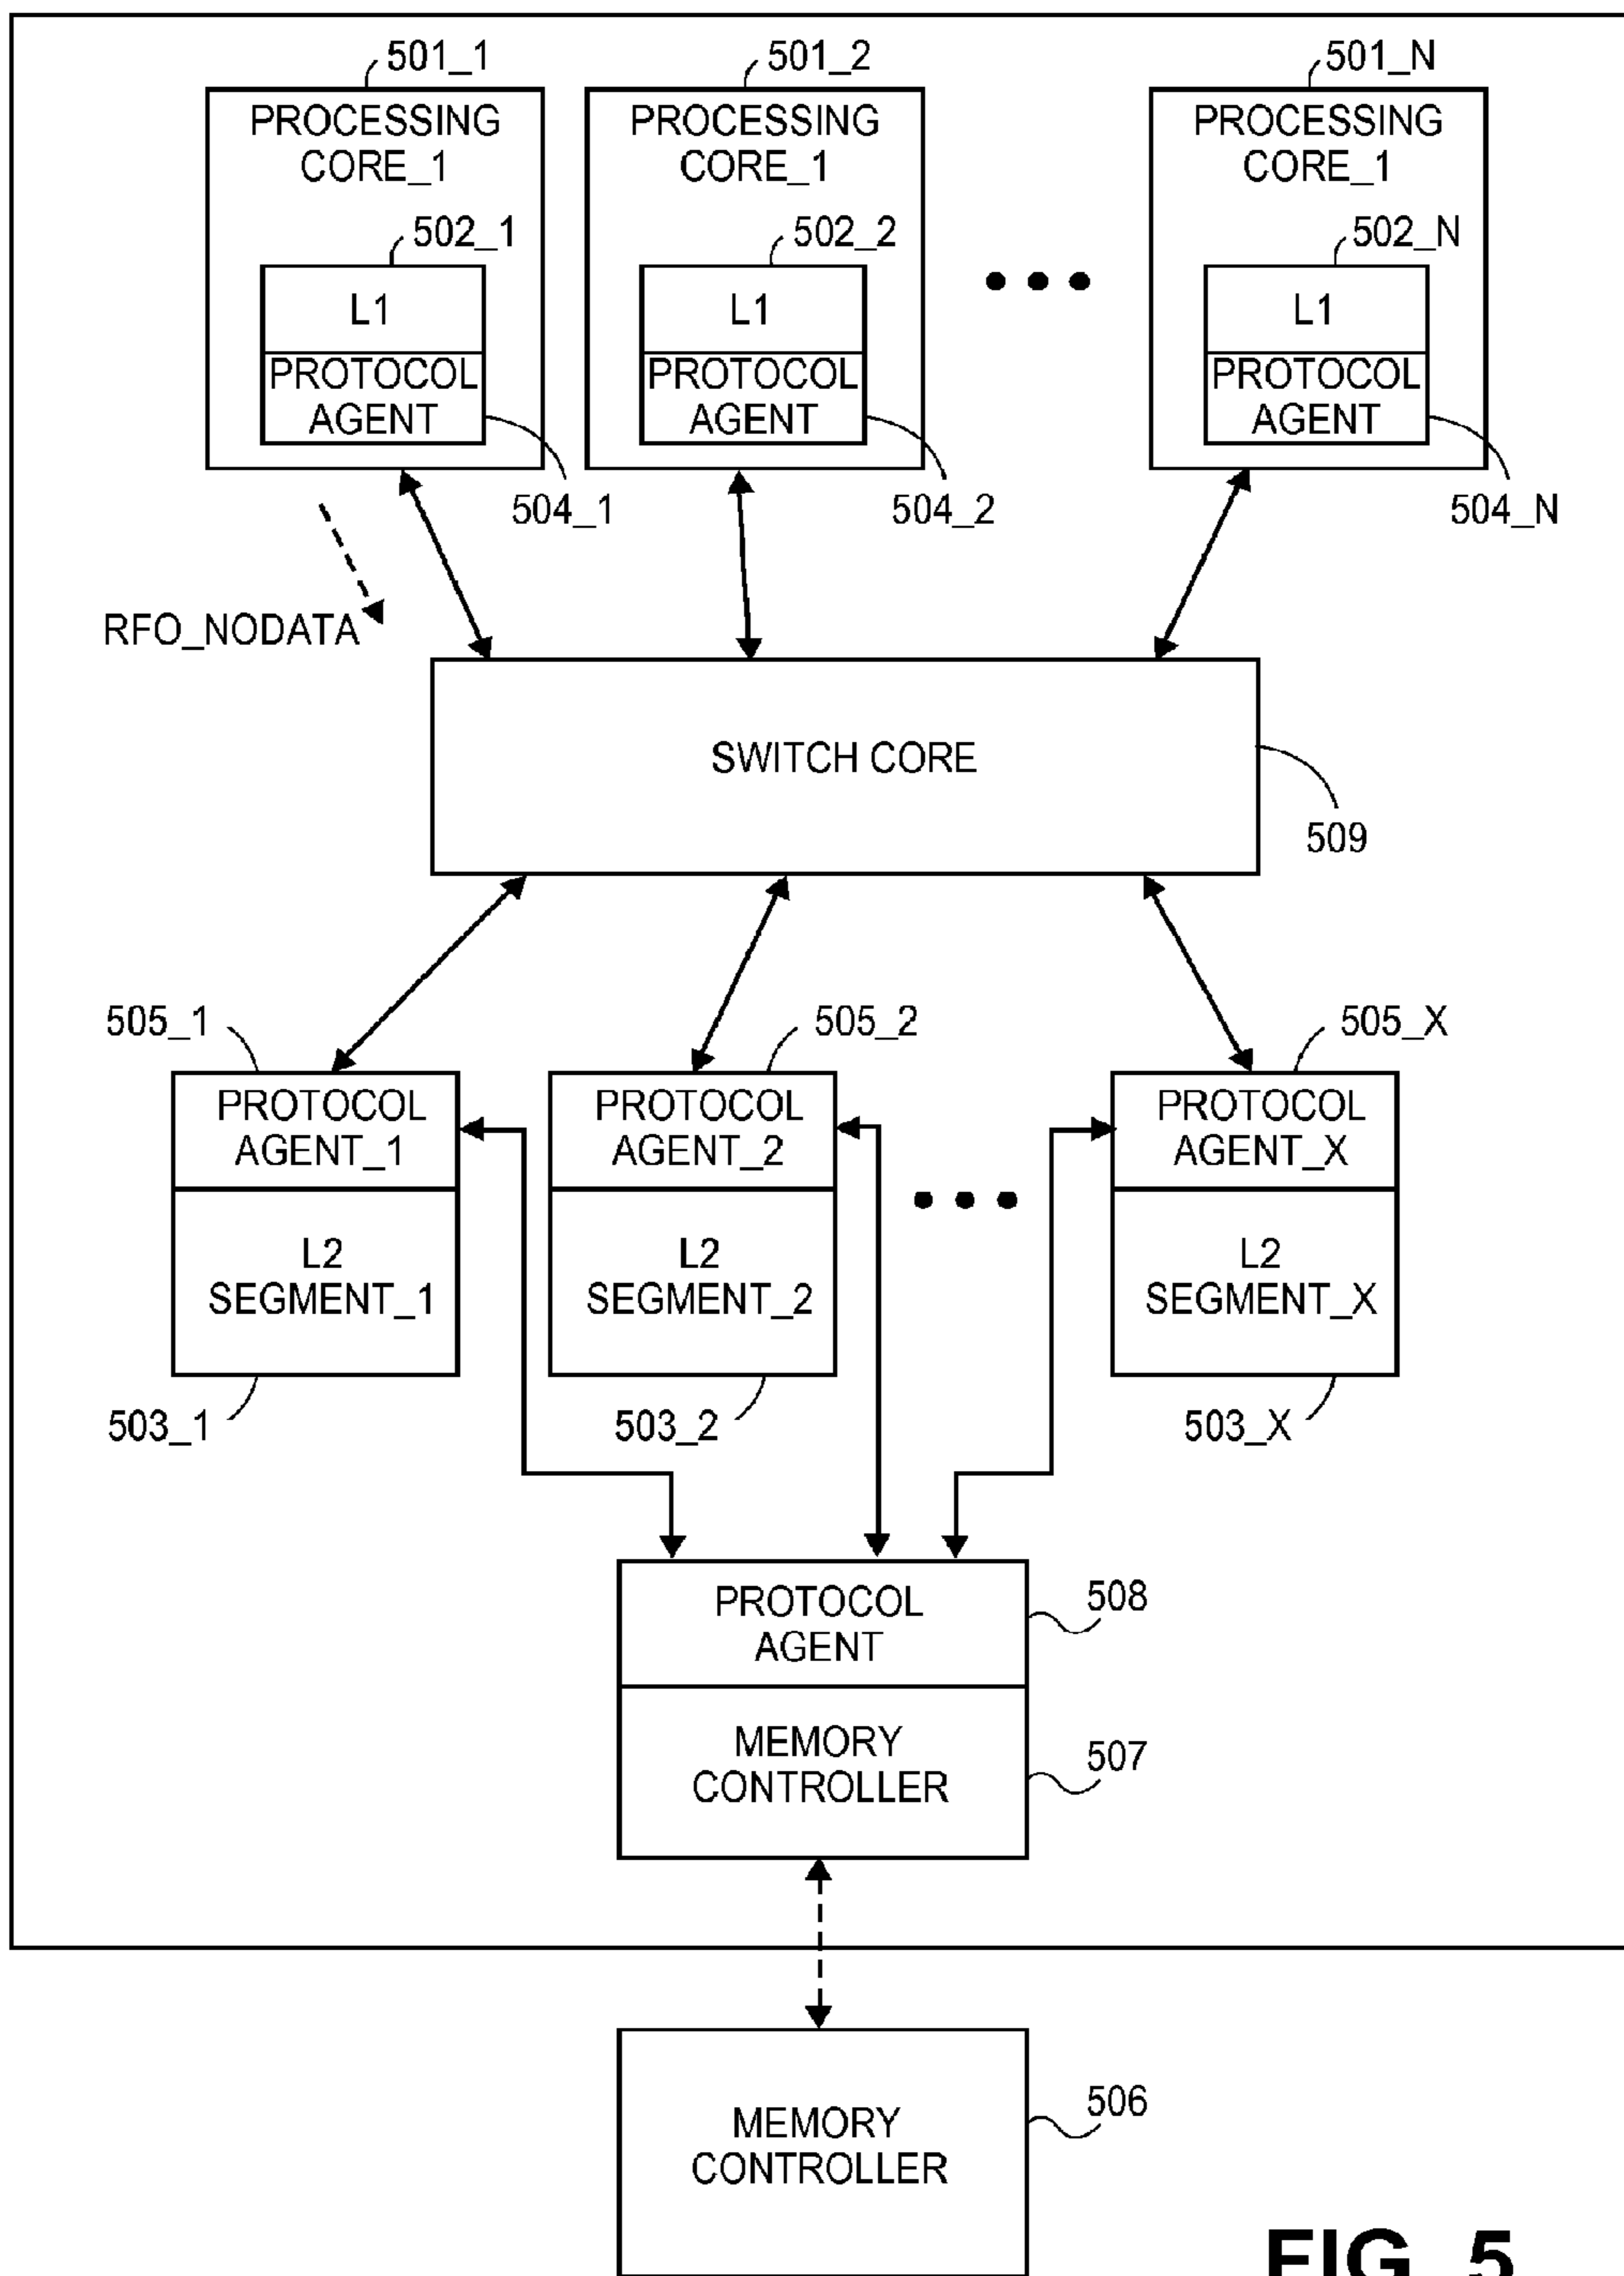 501_1
501_2
501_N
PROCESSING
CORE_1
PROCESSING
CORE_1
PROCESSING
CORE_1
502_1
502_2
502_N
L1
PROTOCOL
AGENT
L1
PROTOCOL
AGENT
L1
PROTOCOL
AGENT
504_1
504_2
504_N
RFO_NODATA
SWITCH CORE
509
505_1
505_2
505_X
PROTOCOL
AGENT_1
PROTOCOL
AGENT_2
PROTOCOL
AGENT_X
L2
SEGMENT_1
L2
SEGMENT_2
L2
SEGMENT_X
503_1
503_2
503_X
PROTOCOL
AGENT
508
MEMORY
CONTROLLER
507
MEMORY
CONTROLLER
506
FIG. 5